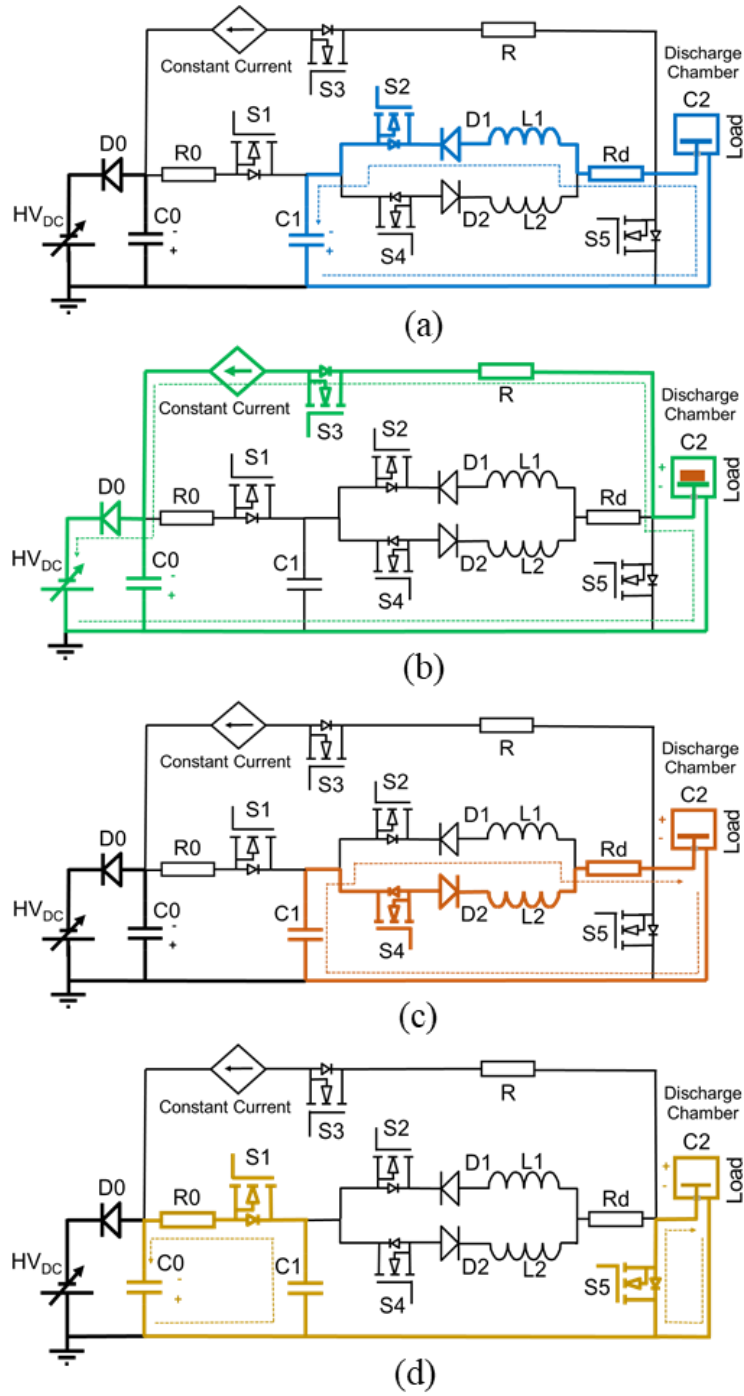 Constant Current
S3
R
Discharge
Chamber
S2
S1
D1
L1
C2
Load
D0
R0
Rd
HVDC
C0
-
+
C1
-
+
S4
D2
L2
S5
(a)
Constant Current
S3
R
Discharge
Chamber
S2
S1
D1
L1
C2
+
-
Load
D0
R0
Rd
HVDC
C0
-
+
C1
S4
D2
L2
S5
(b)
Constant Current
S3
R
Discharge
Chamber
S2
S1
D1
L1
C2
+
-
Load
D0
R0
Rd
HVDC
C0
-
+
C1
S4
D2
L2
S5
(c)
Constant Current
S3
R
Discharge
Chamber
S2
S1
D1
L1
C2
+
-
Load
D0
R0
Rd
HVDC
C0
-
+
C1
S4
D2
L2
S5
(d)